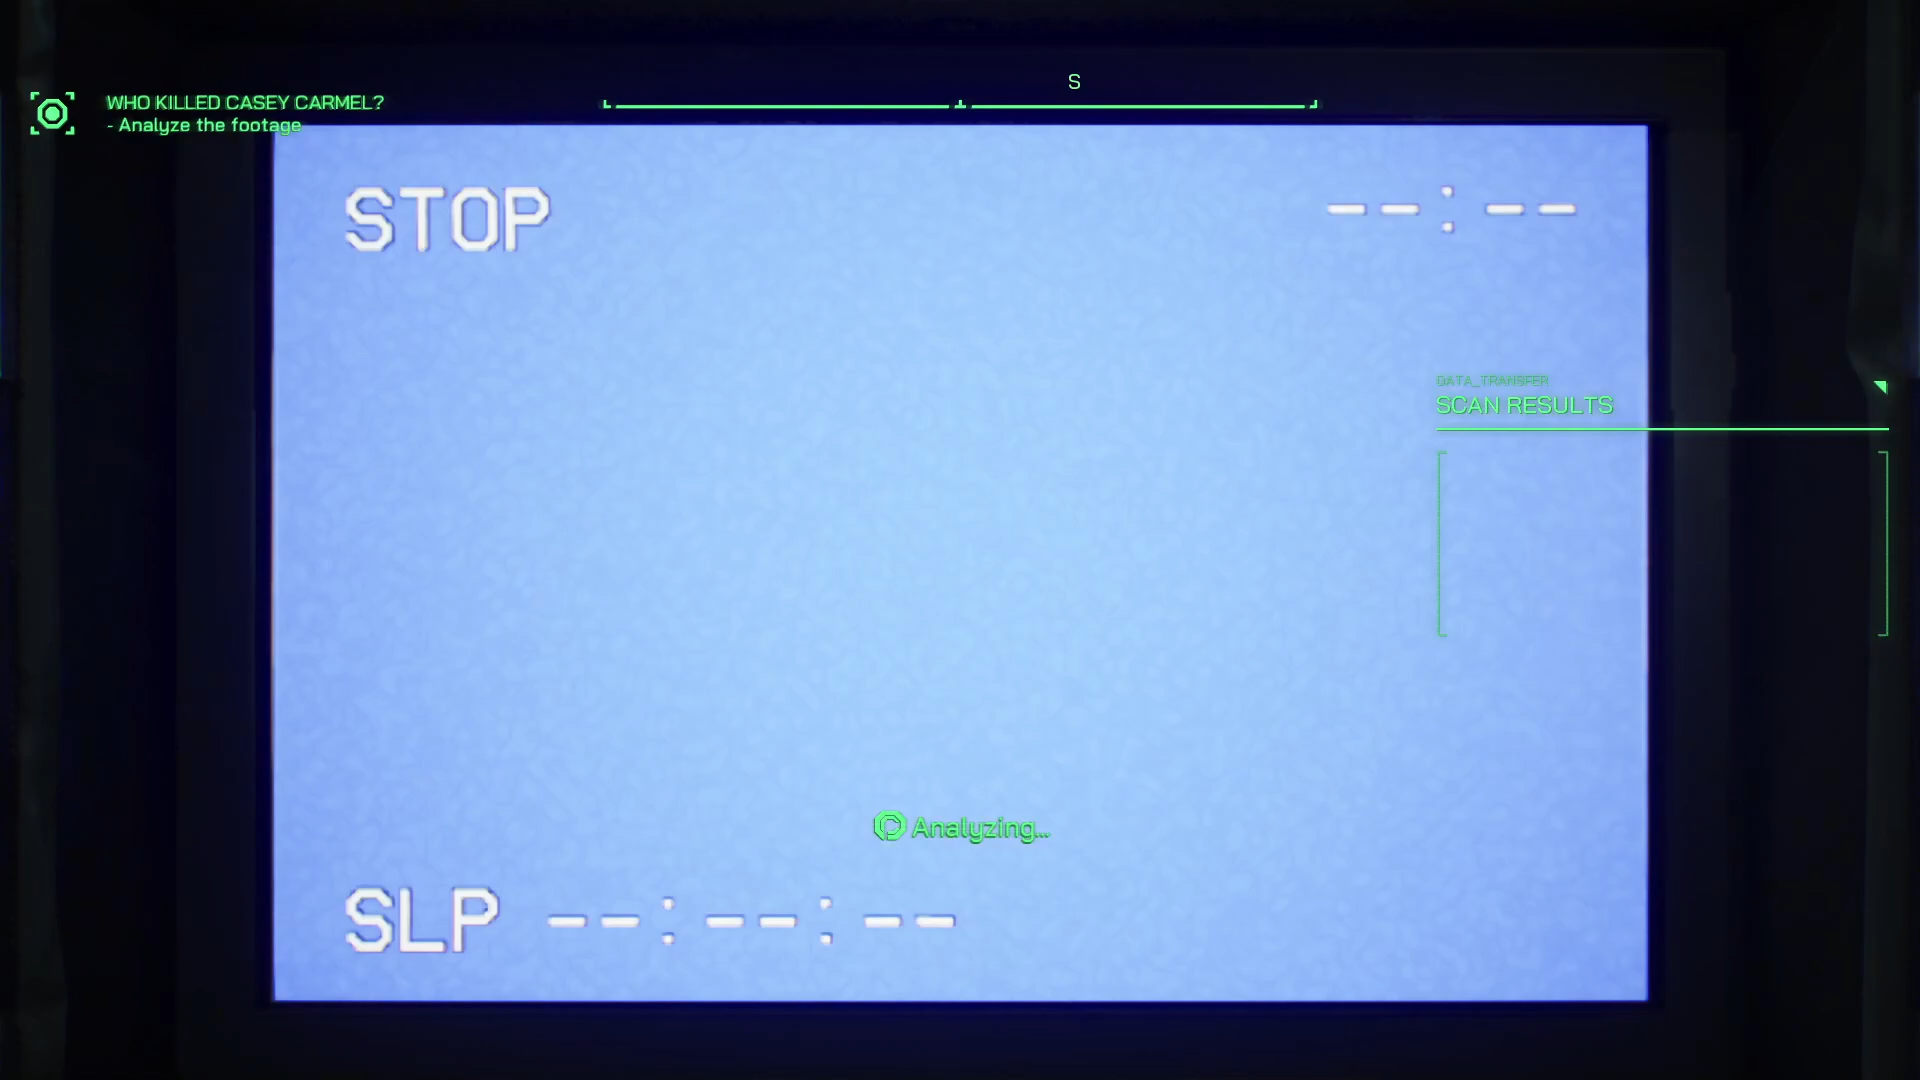 S
WHO KILLED CASEY CARMEL?
- Analyze the footage
STOP
--:--
DATA_TRANSFER
SCAN RESULTS
Analyzing...
SLP --:--:--